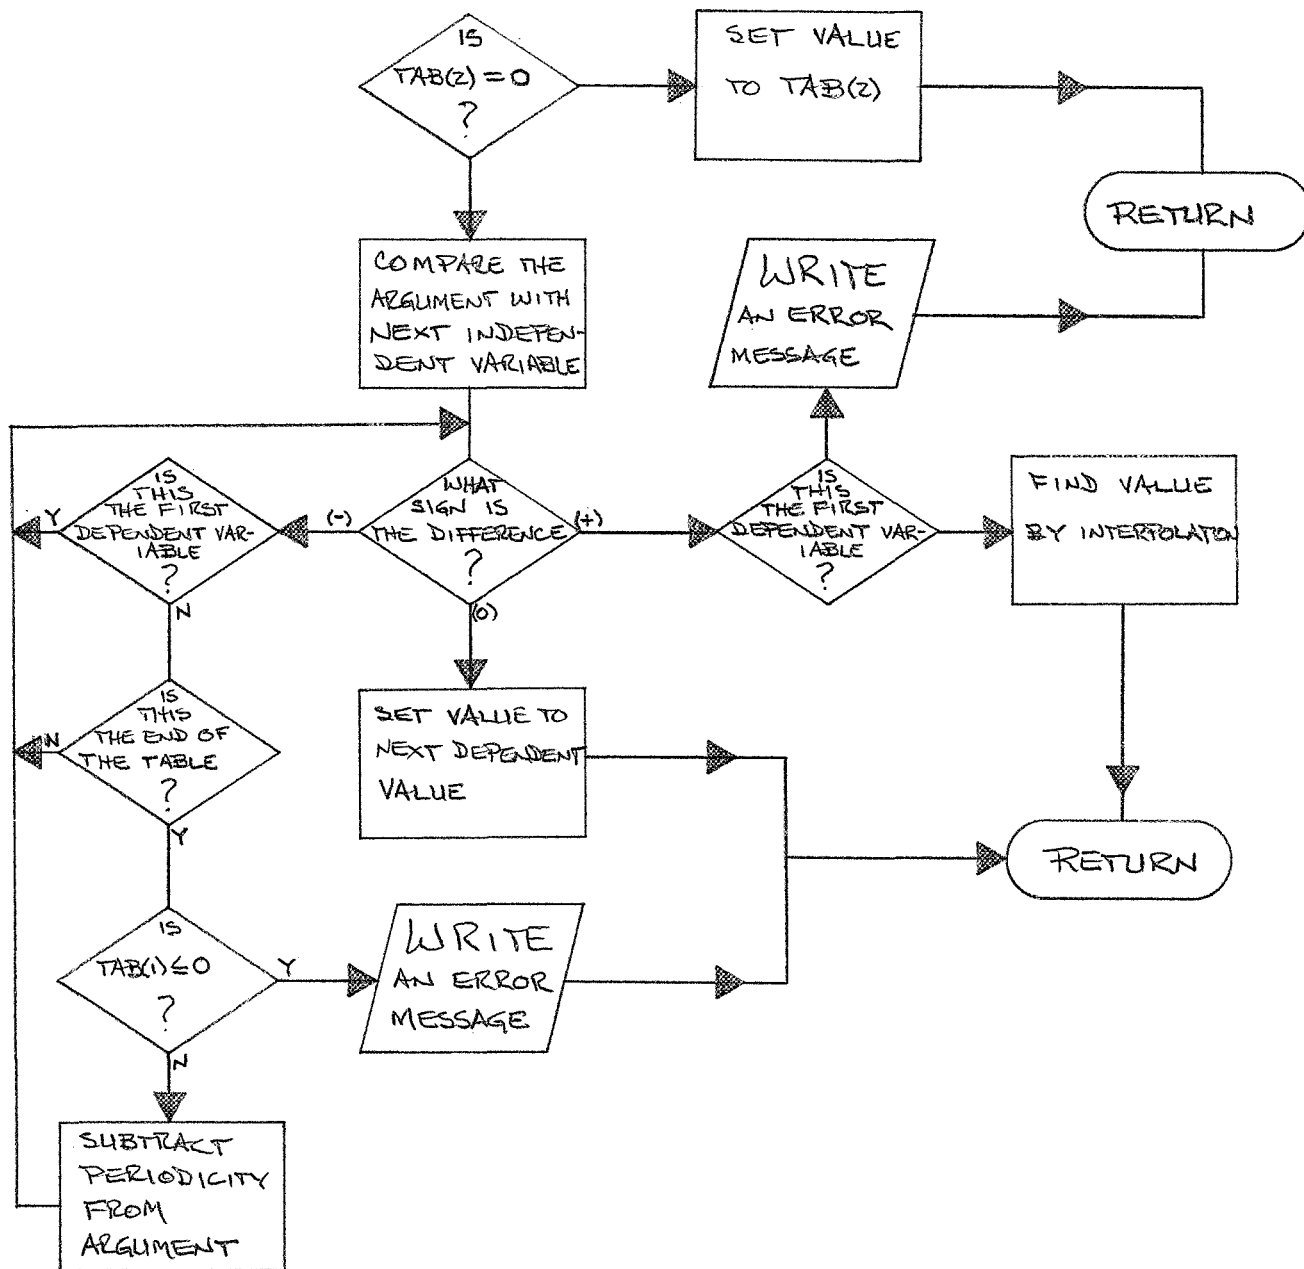 IS
TAB(2) = 0
?
SET VALUE
TO TAB(2)
RETURN
COMPARE THE
ARGUMENT WITH
NEXT INDEPEN-
DENT VARIABLE
WRITE
AN ERROR
MESSAGE
IS
THIS
THE FIRST
DEPENDENT VAR-
IABLE
?
Y
N
(-)
WHAT
SIGN IS
THE DIFFERENCE
?
(+)
(0)
IS
THIS
THE FIRST
DEPENDENT VAR-
IABLE
?
FIND VALUE
BY INTERPOLATON
IS
THIS
THE END OF
THE TABLE
?
N
Y
SET VALUE TO
NEXT DEPENDENT
VALUE
RETURN
IS
TAB(1) ≤ 0
?
Y
N
WRITE
AN ERROR
MESSAGE
SUBTRACT
PERIODICITY
FROM
ARGUMENT